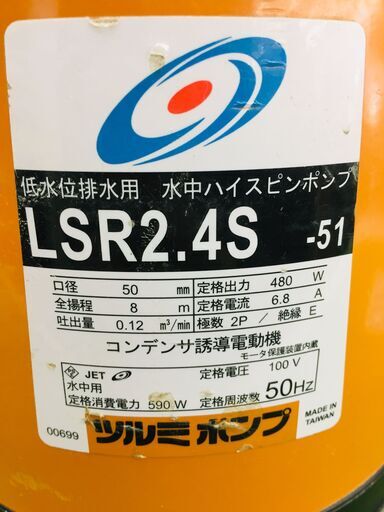 低水位排水用 水中ハイスピンポンプ
LSR2.4S -51
口径 50 mm 定格出力 480 W
全揚程 8 m 定格電流 6.8 A
吐出量 0.12 m³/min 極数 2P / 絶縁 E
コンデンサ誘導電動機
モータ保護装置内蔵
JET 定格電圧 100 V
水中用 定格周波数 50Hz
定格消費電力 590 W
MADE IN
TAIWAN
00699 ツルミポンプ